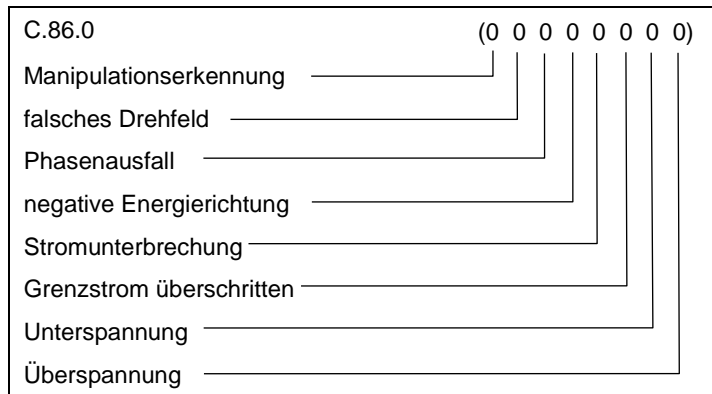 C.86.0 (0 0 0 0 0 0 0 0)
Manipulationserkennung
falsches Drehfeld
Phasenausfall
negative Energierichtung
Stromunterbrechung
Grenzstrom überschritten
Unterspannung
Überspannung